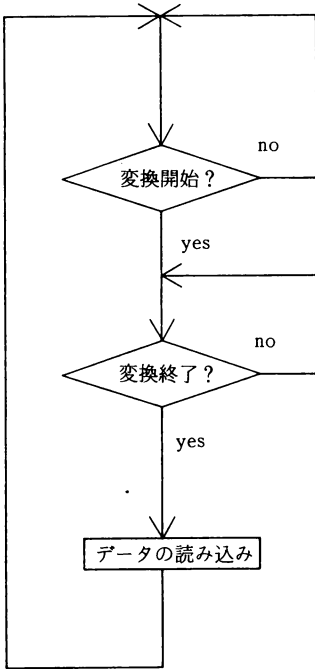 no
変換開始?
yes
no
変換終了?
yes
データの読み込み